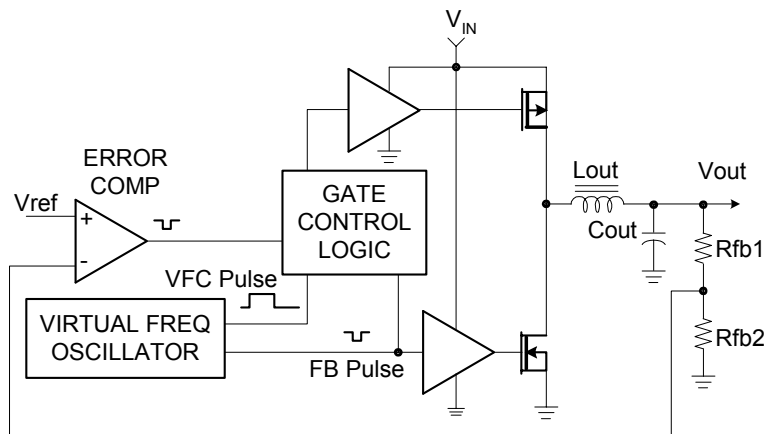 V_IN
ERROR
COMP
Vref
+
-
GATE
CONTROL
LOGIC
Lout
Vout
Cout
Rfb1
VFC Pulse
VIRTUAL FREQ
OSCILLATOR
FB Pulse
Rfb2